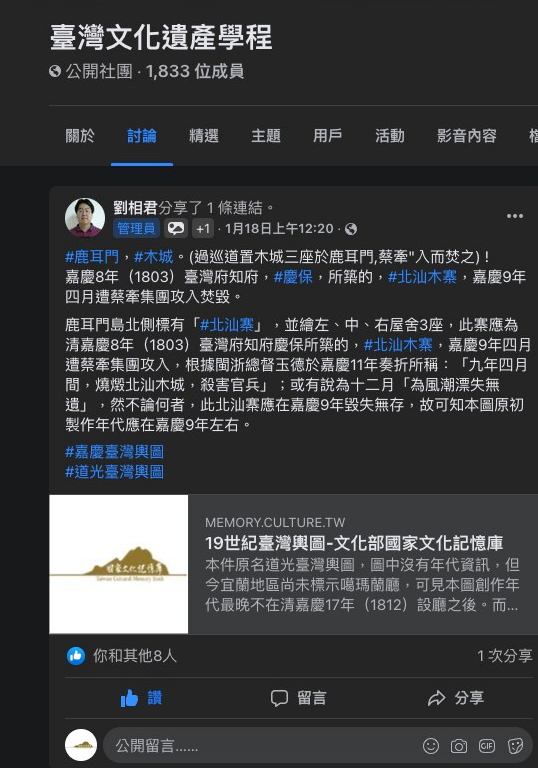 臺灣文化遺產學程
公開社團 · 1,833 位成員
關於 討論 精選 主題 用戶 活動 影音內容
劉相君分享了 1 條連結。
管理員 +1 · 1月18日上午12:20 ·
#鹿耳門，#木城。(過巡道置木城三座於鹿耳門,蔡牽"入而焚之)！
嘉慶8年（1803）臺灣府知府，#慶保，所築的，#北汕木寨，嘉慶9年
四月遭蔡牽集團攻入焚毀。
鹿耳門島北側標有「#北汕寨」，並繪左、中、右屋舍3座，此寨應為
清嘉慶8年（1803）臺灣府知府慶保所築的，#北汕木寨，嘉慶9年四月
遭蔡牽集團攻入，根據閩浙總督玉德於嘉慶11年奏折所稱：「九年四月
間，燒燬北汕木城，殺害官兵」；或有說為十二月「為風潮漂失無
遺」，然不論何者，此北汕寨應在嘉慶9年毀失無存，故可知本圖原初
製作年代應在嘉慶9年左右。
#嘉慶臺灣輿圖
#道光臺灣輿圖
國家文化記憶庫
Taiwan Cultural Memory Bank
MEMORY.CULTURE.TW
19世紀臺灣輿圖-文化部國家文化記憶庫
本件原名道光臺灣輿圖，圖中沒有年代資訊，但
今宜蘭地區尚未標示噶瑪蘭廳，可見本圖創作年
代最晚不在清嘉慶17年（1812）設廳之後。而...
你和其他8人 1 次分享
讚 留言 分享
公開留言......
GIF